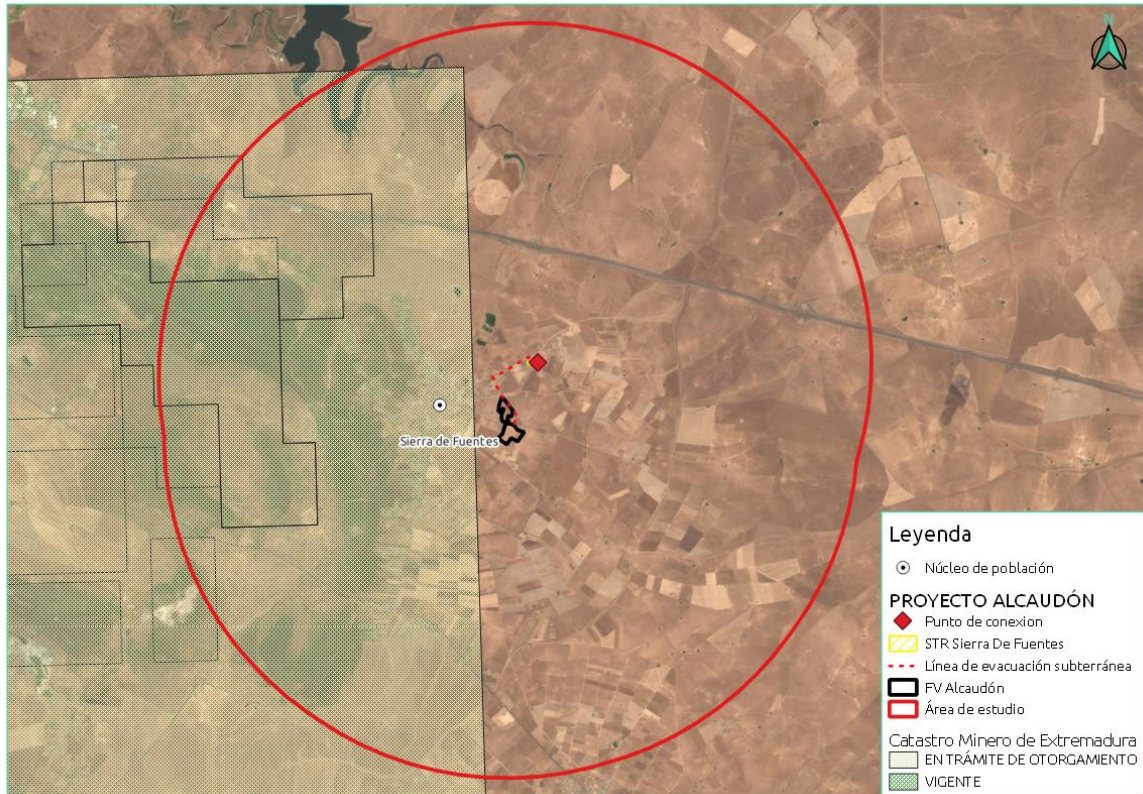 N
Sierra de Fuentes
Leyenda
Núcleo de población
PROYECTO ALCAUDÓN
Punto de conexion
STR Sierra De Fuentes
Línea de evacuación subterránea
FV Alcaudón
Área de estudio
Catastro Minero de Extremadura
EN TRÁMITE DE OTORGAMIENTO
VIGENTE